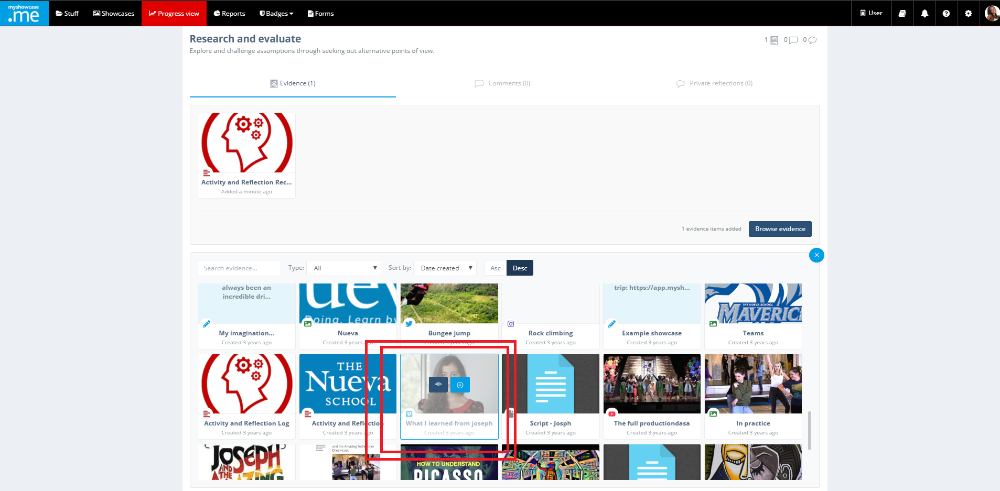 myshowcase
.me
Stuff
Showcases
Progress view
Reports
Badges
Forms
User
Research and evaluate
1 0 0
Explore and challenge assumptions through seeking out alternative points of view.
Evidence (1)
Comments (0)
Private reflections (0)
Activity and Reflection Rec...
Added a minute ago
1 evidence items added
Browse evidence
Search evidence...
Type: All
Sort by: Date created
Asc Desc
always been an
incredible dri...
uev
Doing, Learn by
trip: https://app.mysh...
THE NUEVA SCHOOL
MAVERIC
My imagination...
Created 3 years ago
Nueva
Created 3 years ago
Bungee jump
Created 3 years ago
Rock climbing
Created 3 years ago
Example showcase
Created 3 years ago
Teams
Created 3 years ago
THE
Nueva
SCHOOL
Activity and Reflection Log
Created 3 years ago
Activity and Reflection
Created 3 years ago
What I learned from joseph
Created 3 years ago
Script - Josph
Created 3 years ago
The full productiondasa
Created 3 years ago
In practice
Created 3 years ago
JOSEPH
AND
THE AMAZING
and the Amazing Technicolor
Dreamcoat
HOW TO UNDERSTAND
PICASSO